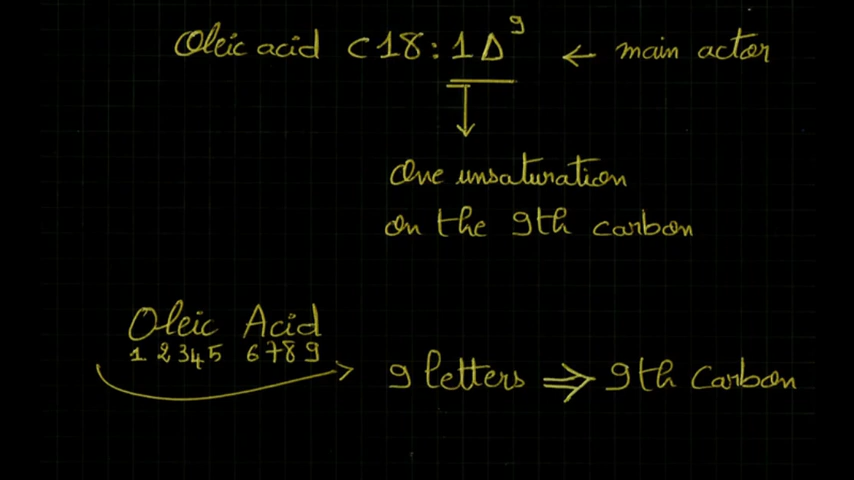 Oleic acid C18:1Δ⁹ ← main actor
One unsaturation
on the 9th carbon
Oleic Acid
1 2 3 4 5 6 7 8 9
9 letters ⇒ 9th Carbon